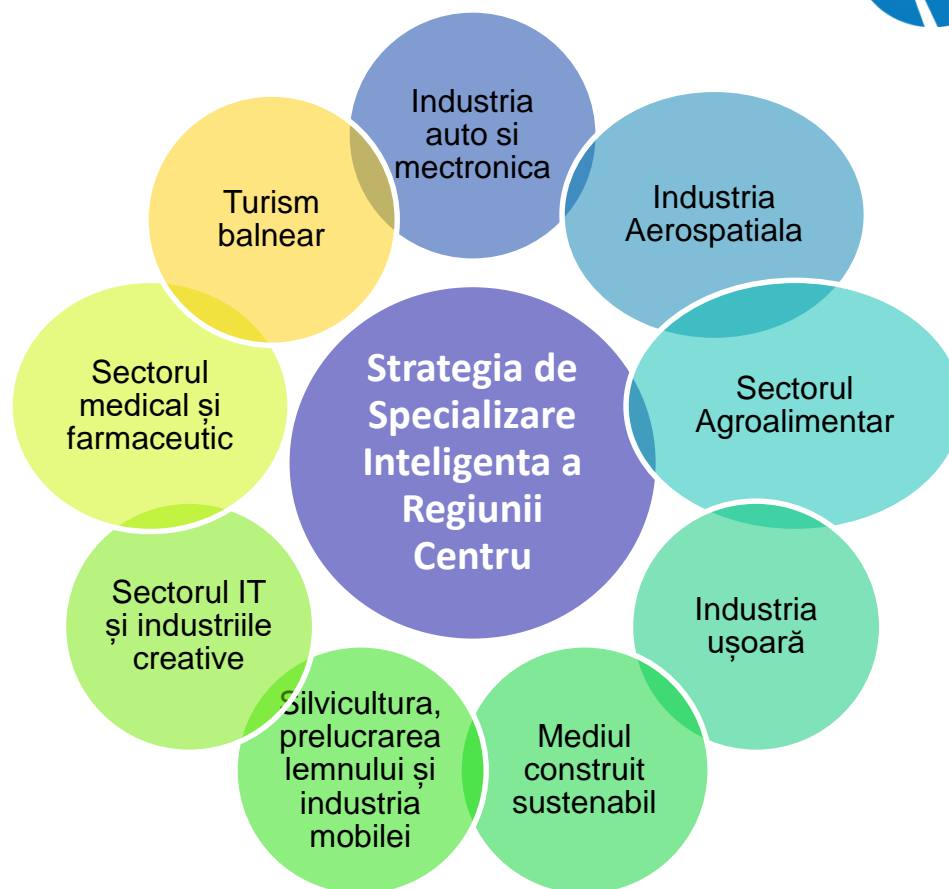 Industria
auto si
mectronica
Industria
Aerospatiala
Turism
balnear
Strategia de
Specializare
Inteligenta a
Regiunii
Centru
Sectorul
medical și
farmaceutic
Sectorul
Agroalimentar
Sectorul IT
și industriile
creative
Industria
ușoară
Silvicultura,
prelucrarea
lemnului și
industria
mobilei
Mediul
construit
sustenabil